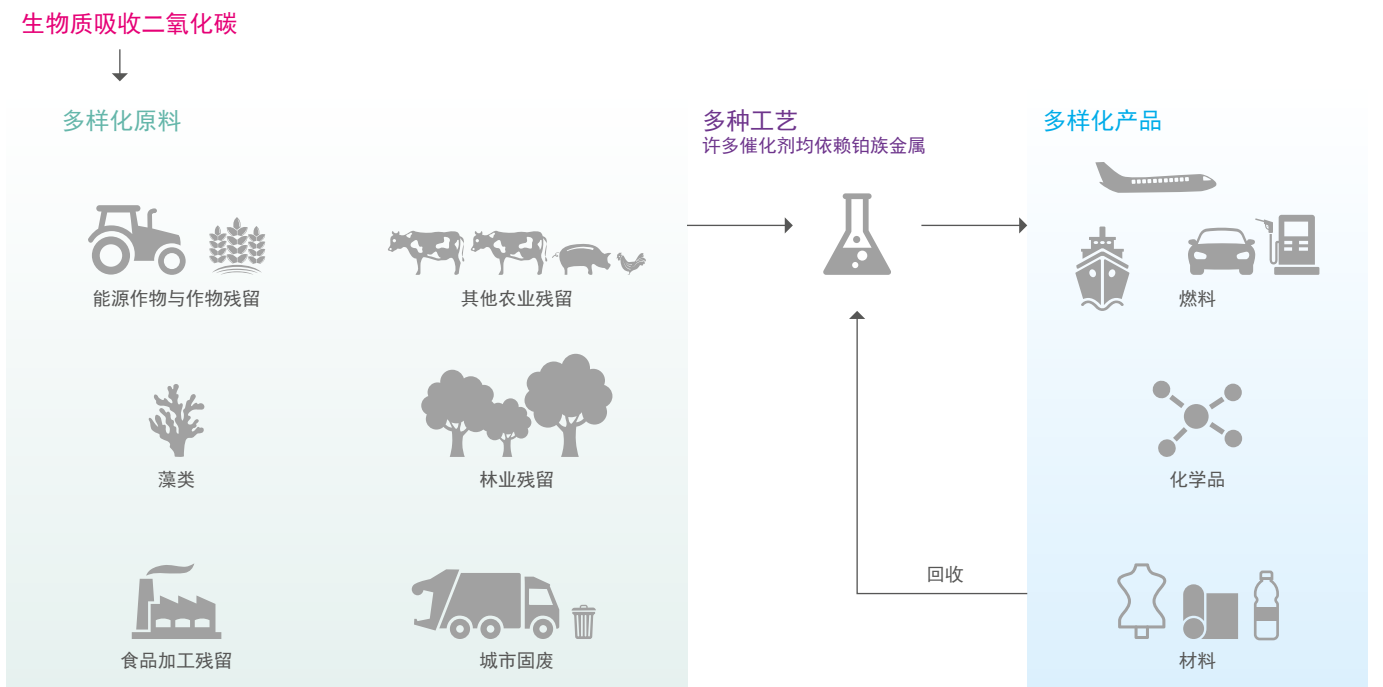 生物质吸收二氧化碳
多样化原料
能源作物与作物残留
其他农业残留
藻类
林业残留
食品加工残留
城市固废
多种工艺
许多催化剂均依赖铂族金属
多样化产品
燃料
化学品
回收
材料